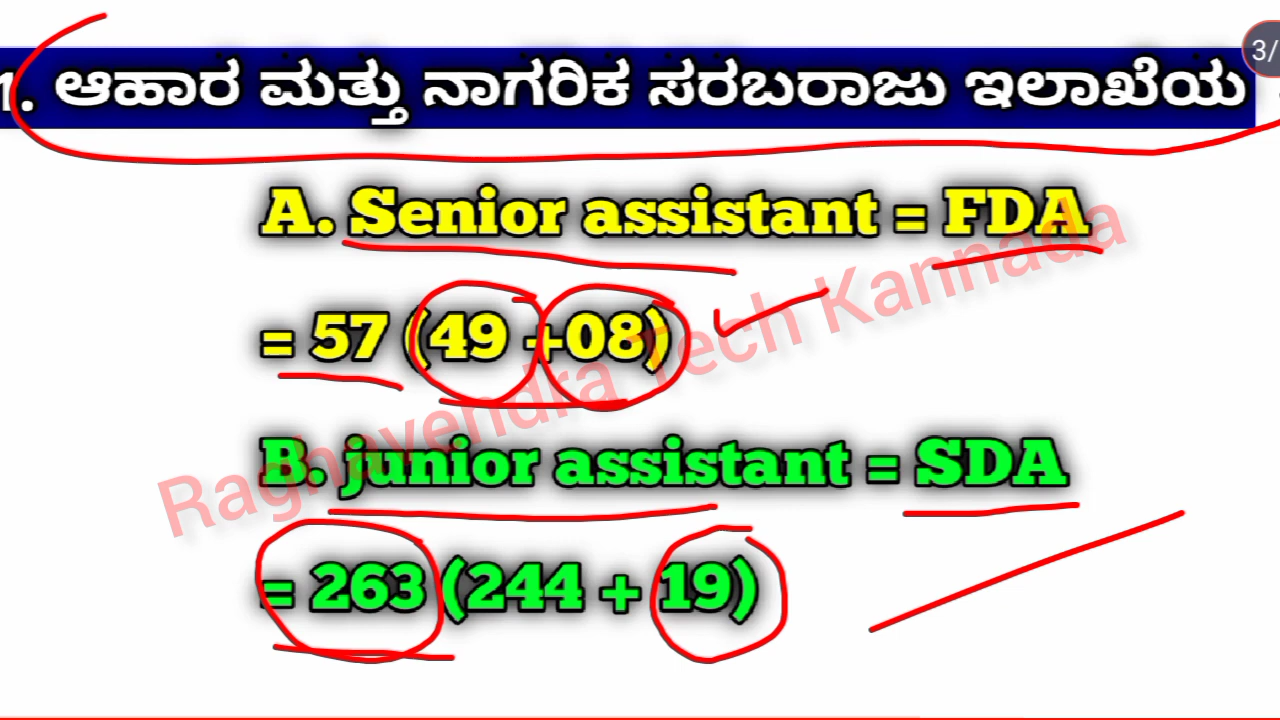 1. ಆಹಾರ ಮತ್ತು ನಾಗರಿಕ ಸರಬರಾಜು ಇಲಾಖೆಯ
3/
A. Senior assistant = FDA
= 57 (49 +08)
B. junior assistant = SDA
= 263 (244 + 19)
Raghavendra Tech Kannada